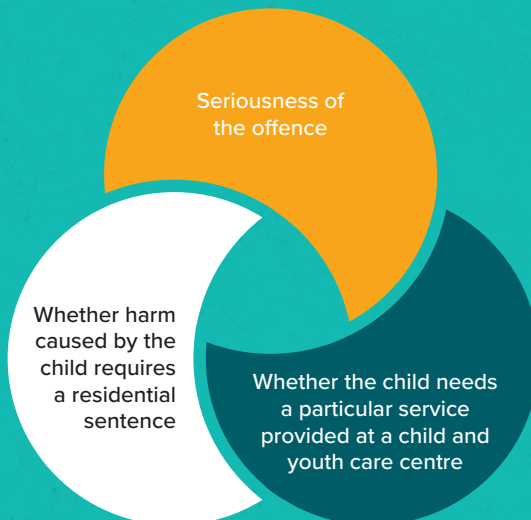 Seriousness of
the offence
Whether harm
caused by the
child requires
a residential
sentence
Whether the child needs
a particular service
provided at a child and
youth care centre